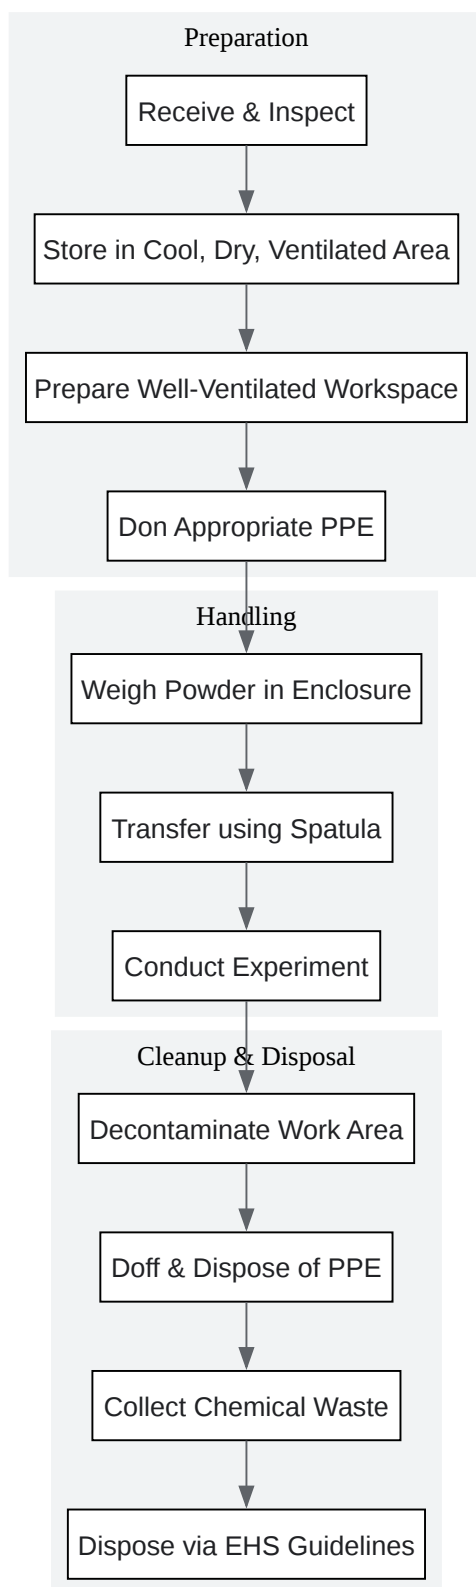 Preparation
Receive & Inspect
Store in Cool, Dry, Ventilated Area
Prepare Well-Ventilated Workspace
Don Appropriate PPE
Handling
Weigh Powder in Enclosure
Transfer using Spatula
Conduct Experiment
Cleanup & Disposal
Decontaminate Work Area
Doff & Dispose of PPE
Collect Chemical Waste
Dispose via EHS Guidelines